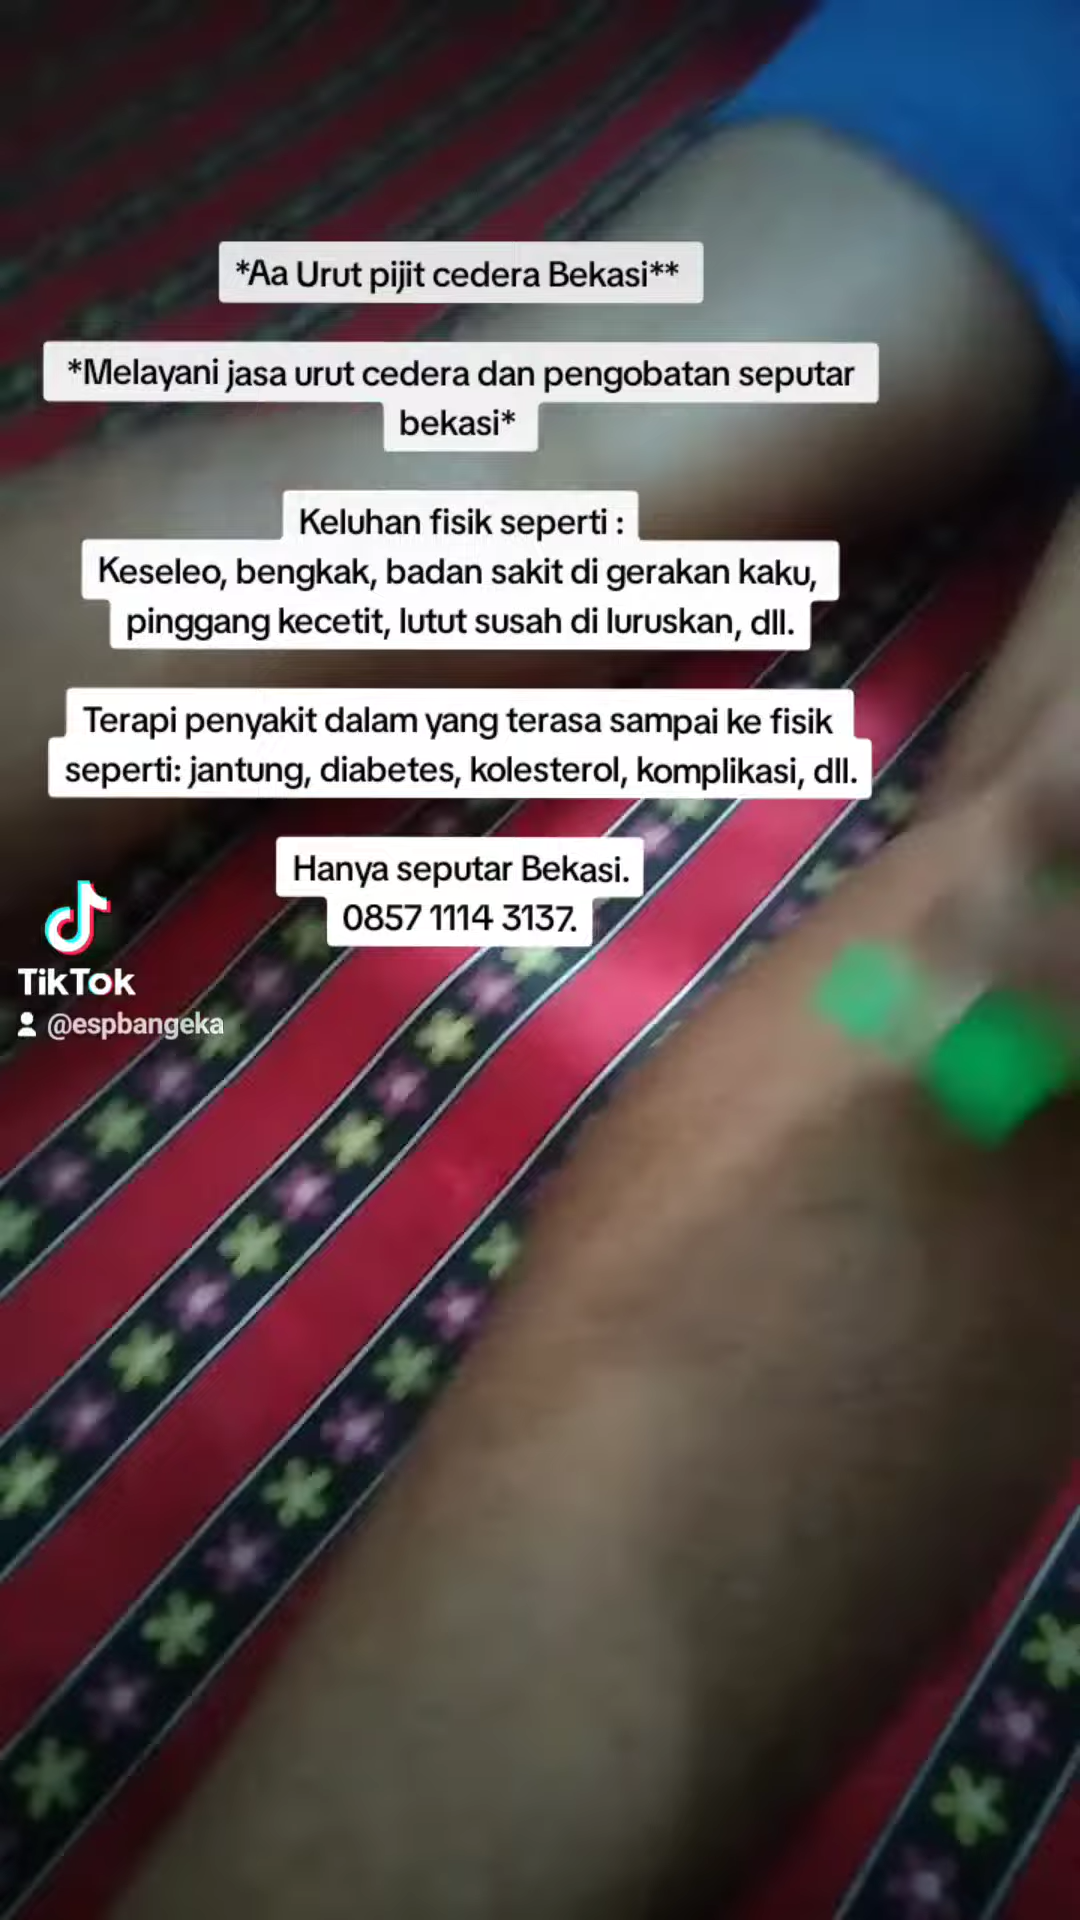 *Aa Urut pijit cedera Bekasi**
*Melayani jasa urut cedera dan pengobatan seputar
bekasi*
Keluhan fisik seperti :
Keseleo, bengkak, badan sakit di gerakan kaku,
pinggang kecetit, lutut susah di luruskan, dll.
Terapi penyakit dalam yang terasa sampai ke fisik
seperti: jantung, diabetes, kolesterol, komplikasi, dll.
Hanya seputar Bekasi.
0857 1114 3137.
TikTok
@espbangeka